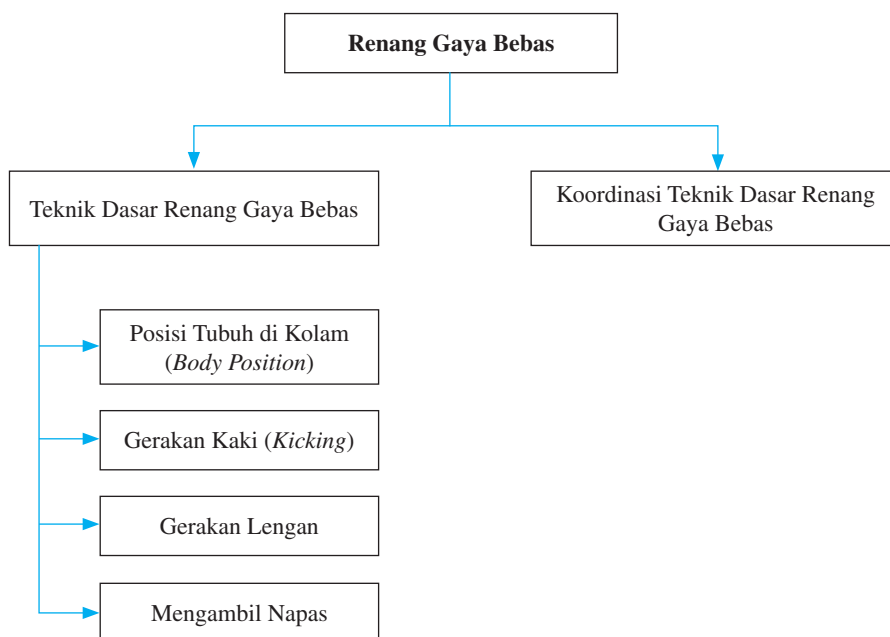 Renang Gaya Bebas
Teknik Dasar Renang Gaya Bebas
Koordinasi Teknik Dasar Renang
Gaya Bebas
Posisi Tubuh di Kolam
(Body Position)
Gerakan Kaki (Kicking)
Gerakan Lengan
Mengambil Napas